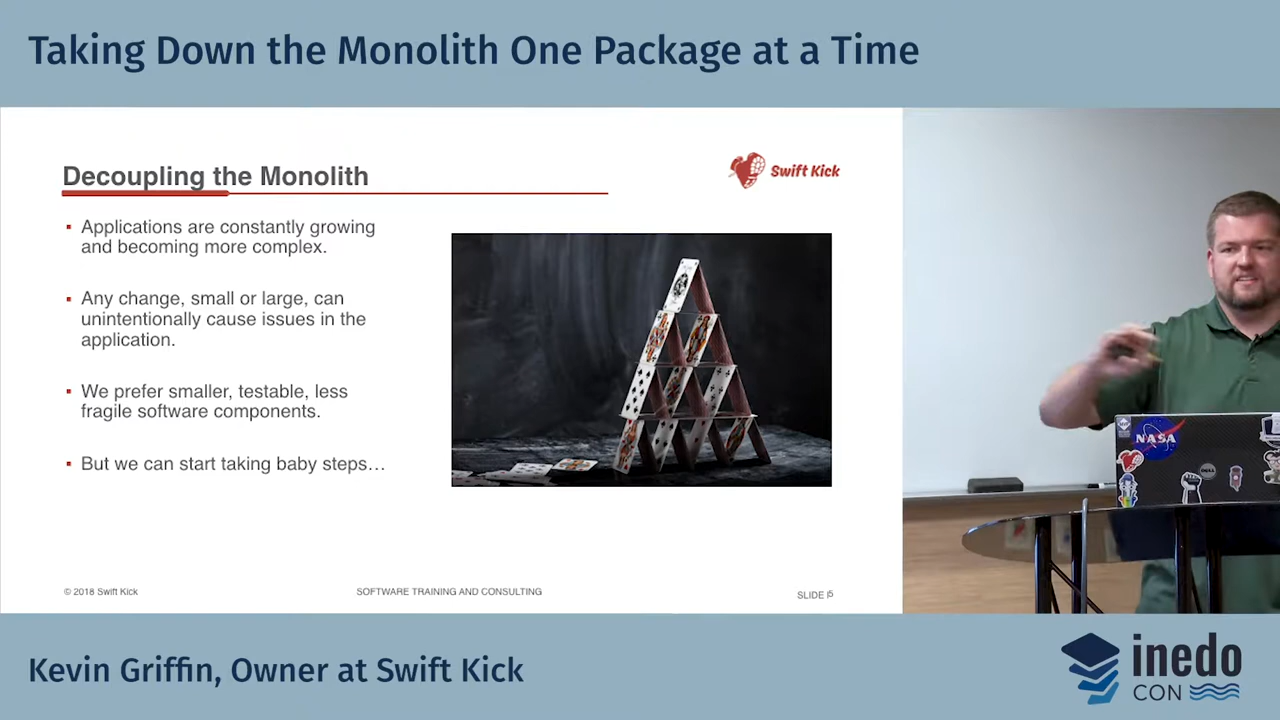 Taking Down the Monolith One Package at a Time
Decoupling the Monolith
Swift Kick
▪ Applications are constantly growing
and becoming more complex.
▪ Any change, small or large, can
unintentionally cause issues in the
application.
▪ We prefer smaller, testable, less
fragile software components.
▪ But we can start taking baby steps…
NASA
© 2018 Swift Kick
SOFTWARE TRAINING AND CONSULTING
SLIDE |5
Kevin Griffin, Owner at Swift Kick
inedo
CON